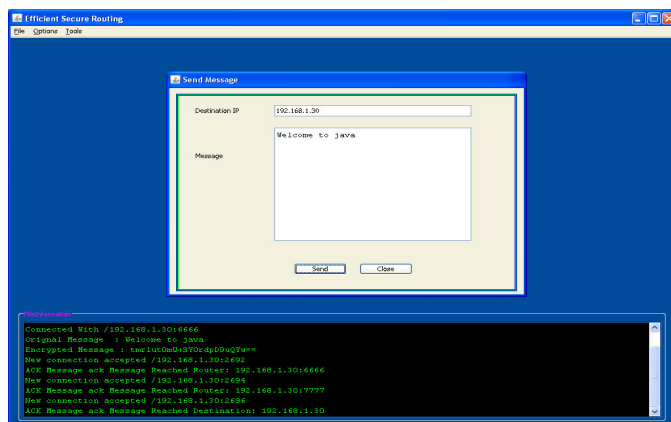 Efficient Secure Routing
File Options Tools
Send Message
Destination IP
192.168.1.30
Message
Welcome to java
Send Close
FileInformation
Connected With /192.168.1.30:6666
Orignal Message : Welcome to java
Encrypted Message : tmrlut0mU+SYOrdpD9uQYw==
New connection accepted /192.168.1.30:2692
ACK Message ack Message Reached Router: 192.168.1.30:6666
New connection accepted /192.168.1.30:2694
ACK Message ack Message Reached Router: 192.168.1.30:7777
New connection accepted /192.168.1.30:2696
ACK Message ack Message Reached Destination: 192.168.1.30